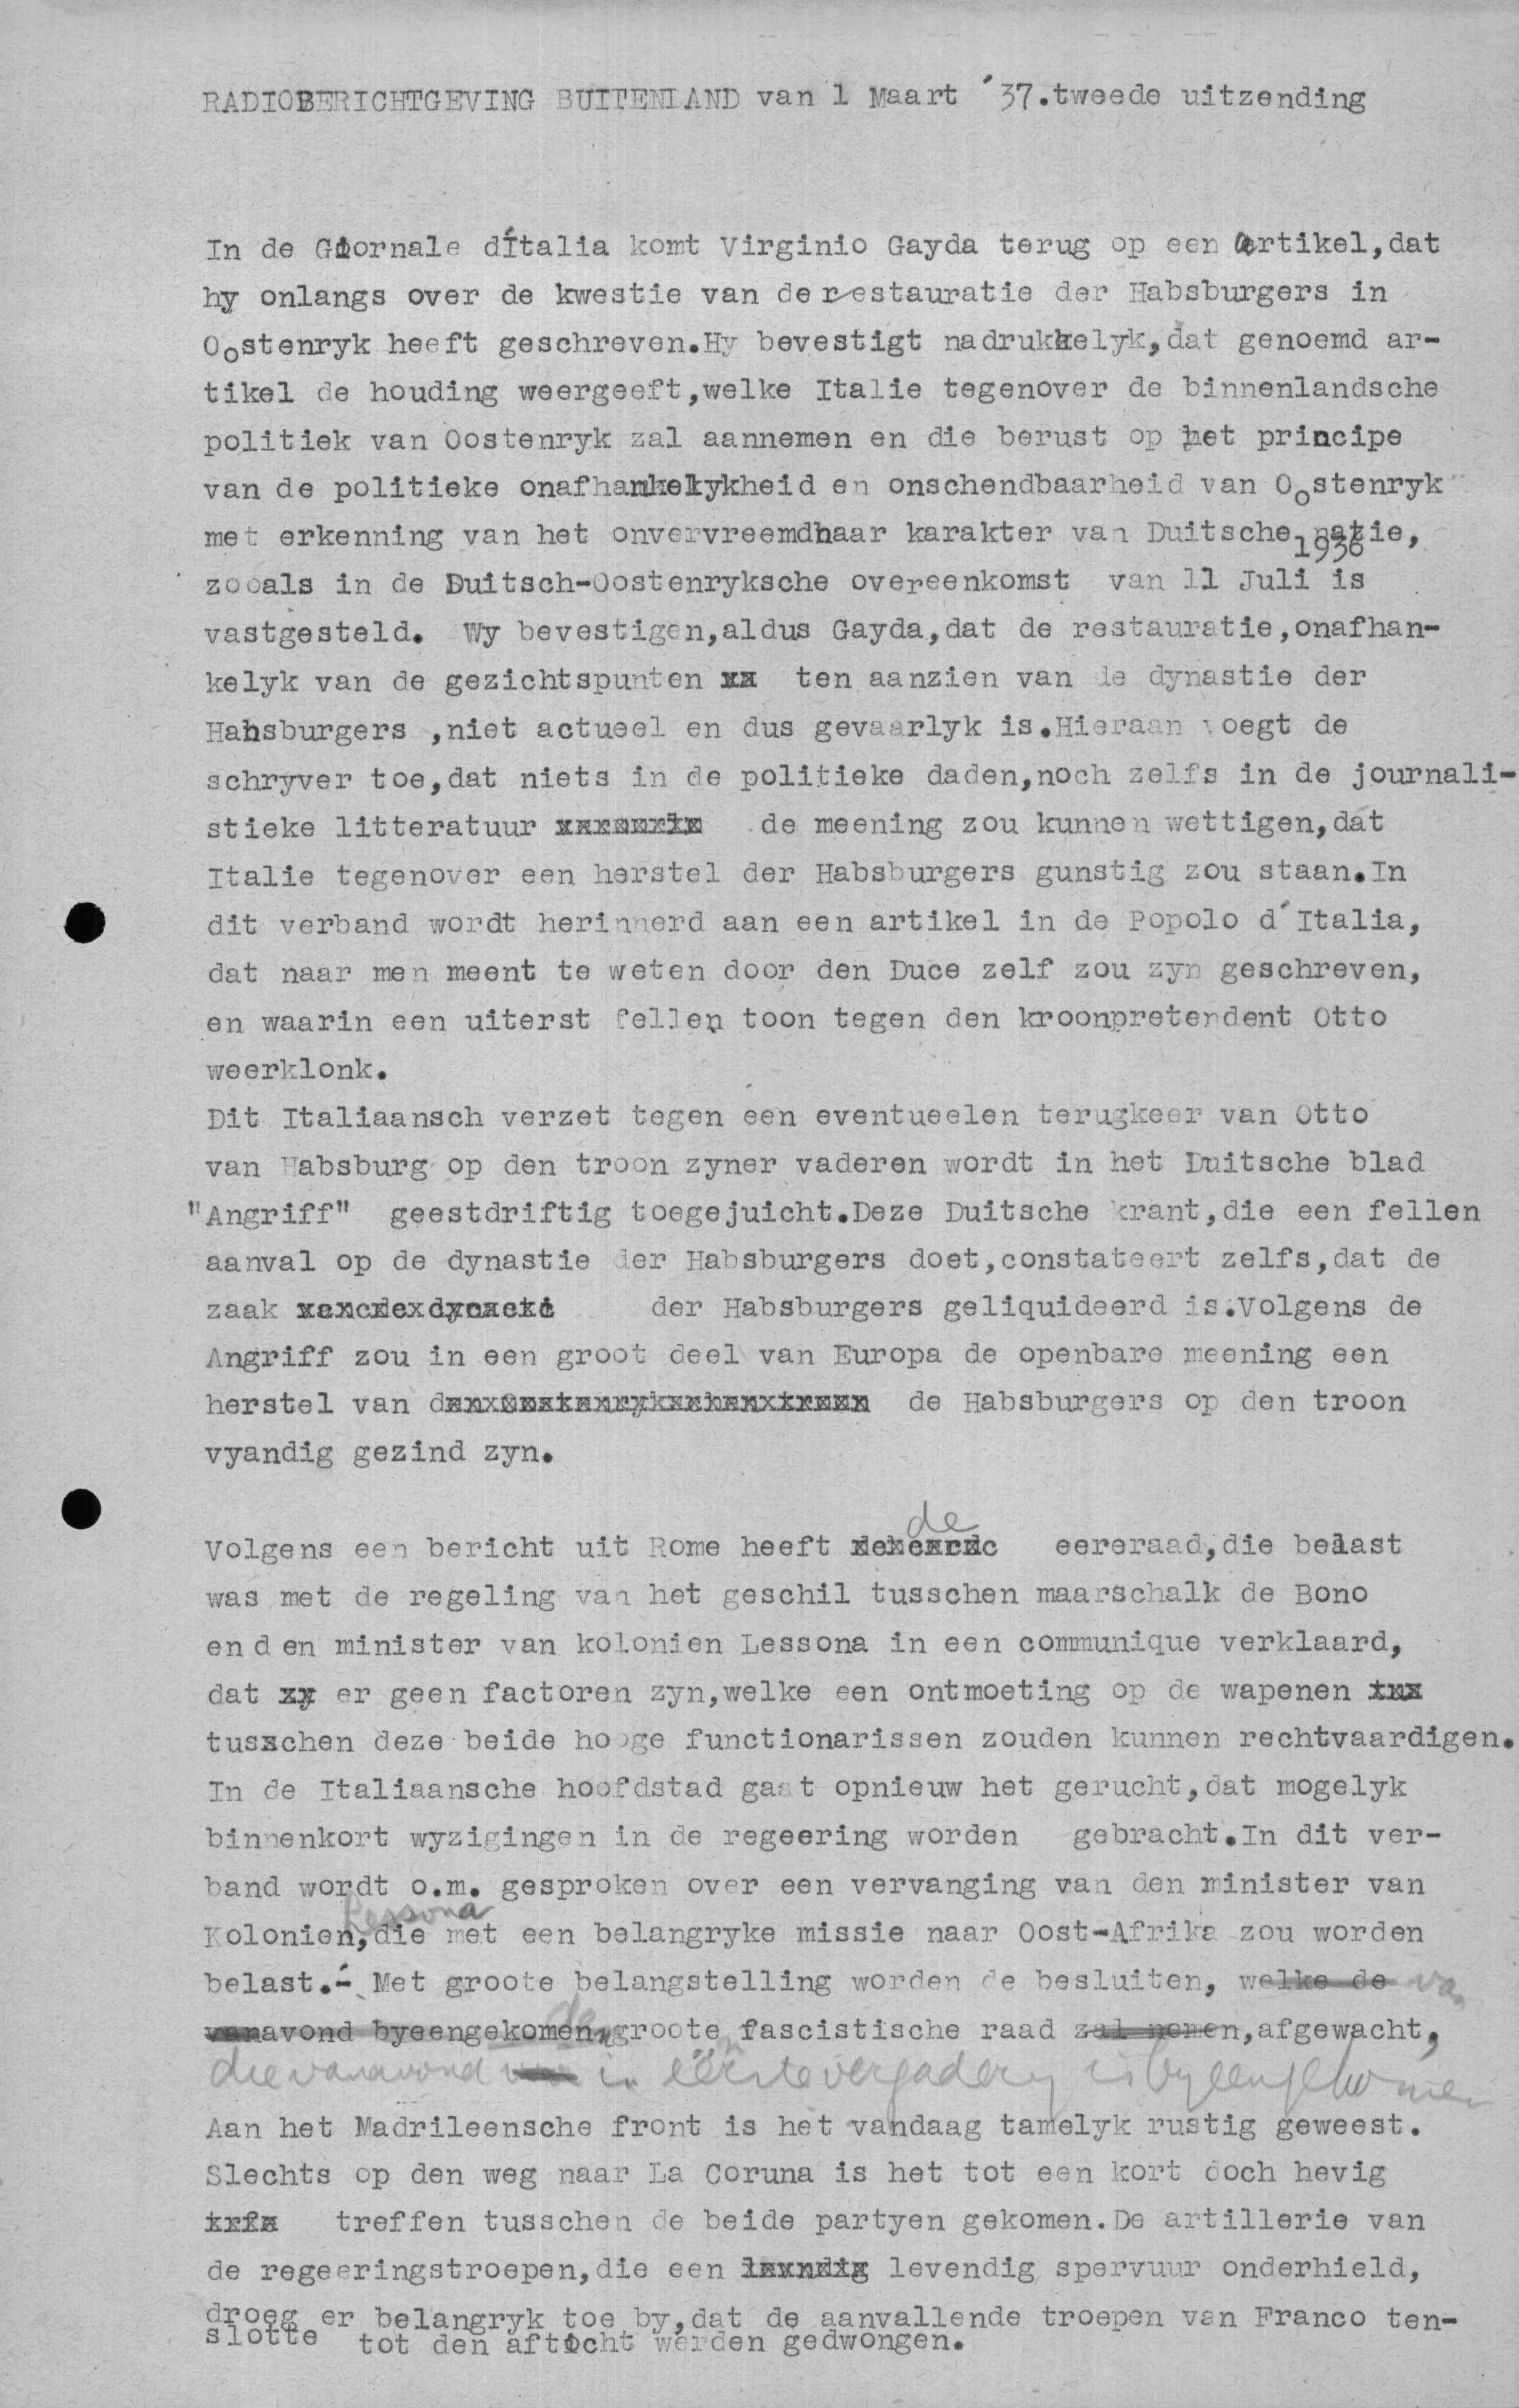 RADIOBERICHTGEVING BUITENLAND van 1 Maart ´37.tweede uitzending
In de Giornale d´Italia komt Virginio Gayda terug op een artikel,dat
hy onlangs over de kwestie van de restauratie der Habsburgers in
Oostenryk heeft geschreven.Hy bevestigt nadrukkelyk,dat genoemd ar-
tikel de houding weergeeft,welke Italie tegenover de binnenlandsche
politiek van Oostenryk zal aannemen en die berust op het principe
van de politieke onafhankelykheid en onschendbaarheid van Oostenryk
met erkenning van het onvervreemdhaar karakter van Duitsche natie,
zooals in de Duitsch-Oostenryksche overeenkomst van 11 Juli 1936 is
vastgesteld. Wy bevestigen,aldus Gayda,dat de restauratie,onafhan-
kelyk van de gezichtspunten xx ten aanzien van de dynastie der
Hahsburgers ,niet actueel en dus gevaarlyk is.Hieraan voegt de
schryver toe,dat niets in de politieke daden,noch zelfs in de journali-
stieke litteratuur de meening zou kunnen wettigen,dat
Italie tegenover een herstel der Habsburgers gunstig zou staan.In
dit verband wordt herinnerd aan een artikel in de Popolo d´Italia,
dat naar men meent te weten door den Duce zelf zou zyn geschreven,
en waarin een uiterst fellen toon tegen den kroonpretendent Otto
weerklonk.
Dit Italiaansch verzet tegen een eventueelen terugkeer van Otto
van Habsburg op den troon zyner vaderen wordt in het Duitsche blad
"Angriff" geestdriftig toegejuicht.Deze Duitsche krant,die een fellen
aanval op de dynastie der Habsburgers doet,constateert zelfs,dat de
zaak der Habsburgers geliquideerd is.Volgens de
Angriff zou in een groot deel van Europa de openbare meening een
herstel van de Habsburgers op den troon
vyandig gezind zyn.
Volgens een bericht uit Rome heeft de eereraad,die belast
was met de regeling van het geschil tusschen maarschalk de Bono
en den minister van kolonien Lessona in een communique verklaard,
dat xy er geen factoren zyn,welke een ontmoeting op de wapenen
tusschen deze beide hooge functionarissen zouden kunnen rechtvaardigen.
In de Italiaansche hoofdstad gaat opnieuw het gerucht,dat mogelyk
binnenkort wyzigingen in de regeering worden gebracht.In dit ver-
band wordt o.m. gesproken over een vervanging van den minister van
Kolonien, Lessona die met een belangryke missie naar Oost-Afrika zou worden
belast.- Met groote belangstelling worden de besluiten, welke de van
vanavond byeengekomen den grooten fascistische raad zal nemen,afgewacht,
die vanavond in eerste vergadering is byeengekomen
Aan het Madrileensche front is het vandaag tamelyk rustig geweest.
Slechts op den weg naar La Coruna is het tot een kort doch hevig
treffen tusschen de beide partyen gekomen.De artillerie van
de regeeringstroepen,die een levendig spervuur onderhield,
droeg er belangryk toe by,dat de aanvallende troepen van Franco ten-
slotte tot den aftocht werden gedwongen.